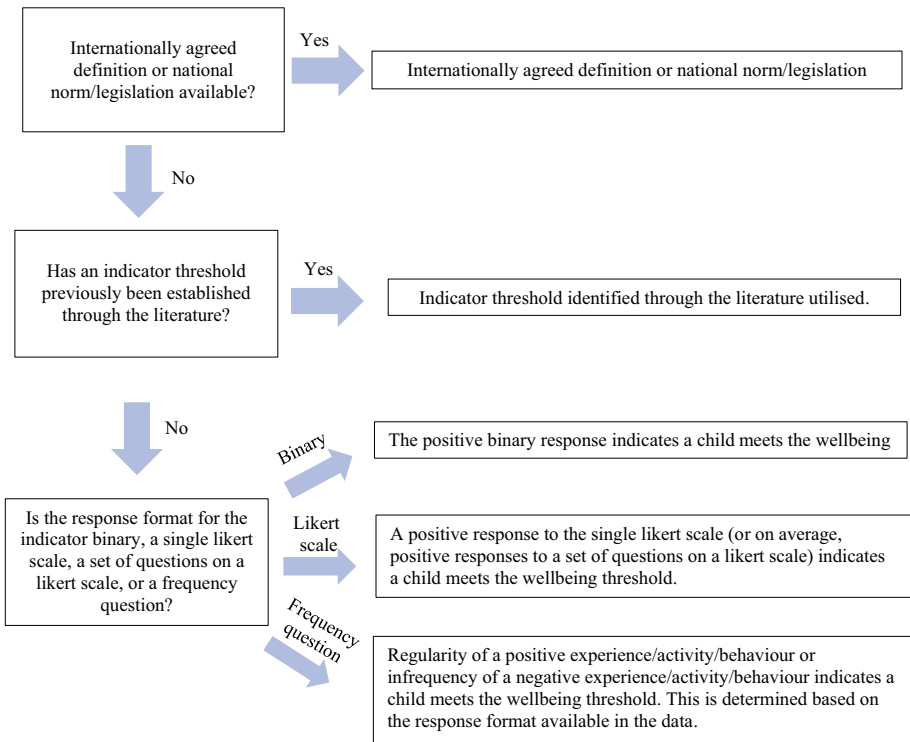 Internationally agreed
definition or national
norm/legislation available?
Yes
Internationally agreed definition or national norm/legislation
No
Has an indicator threshold
previously been established
through the literature?
Yes
Indicator threshold identified through the literature utilised.
No
Is the response format for the
indicator binary, a single likert
scale, a set of questions on a
likert scale, or a frequency
question?
Binary
The positive binary response indicates a child meets the wellbeing
Likert
scale
A positive response to the single likert scale (or on average,
positive responses to a set of questions on a likert scale) indicates
a child meets the wellbeing threshold.
Frequency
question
Regularity of a positive experience/activity/behaviour or
infrequency of a negative experience/activity/behaviour indicates a
child meets the wellbeing threshold. This is determined based on
the response format available in the data.